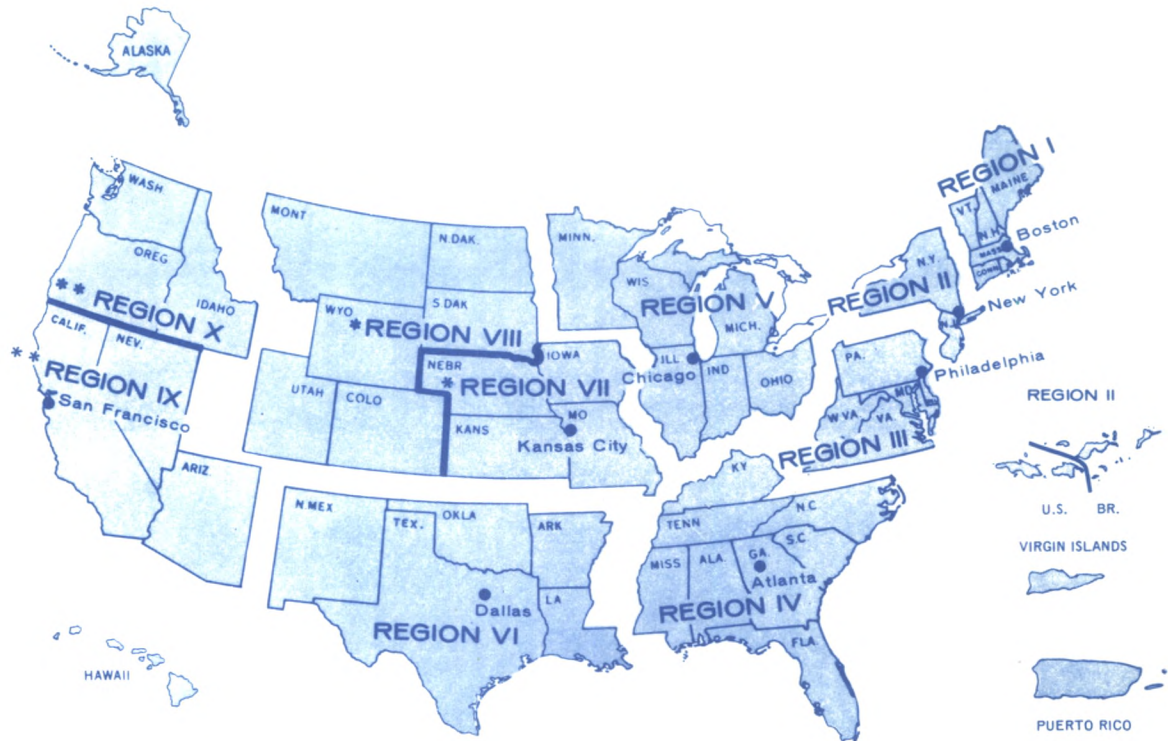 ALASKA
REGION I
MAINE
VT.
N.H.
MASS
CONN.
Boston
WASH.
OREG
IDAHO
** REGION X
MONT
N.DAK.
S.DAK
WYO
*REGION VIII
MINN.
WIS
REGION V
MICH.
N.Y.
REGION II
New York
N.J.
CALIF.
NEV.
**
REGION IX
San Francisco
UTAH
COLO
NEBR
*
REGION VII
IOWA
KANS
MO
Kansas City
ILL
Chicago
IND
OHIO
PA.
Philadelphia
MD
W VA.
VA.
REGION III
REGION II
U.S. BR.
VIRGIN ISLANDS
ARIZ.
N.MEX
TEX.
OKLA
ARK
LA
Dallas
REGION VI
KY
TENN
N.C
S.C
MISS
ALA.
GA.
Atlanta
REGION IV
FLA.
HAWAII
PUERTO RICO